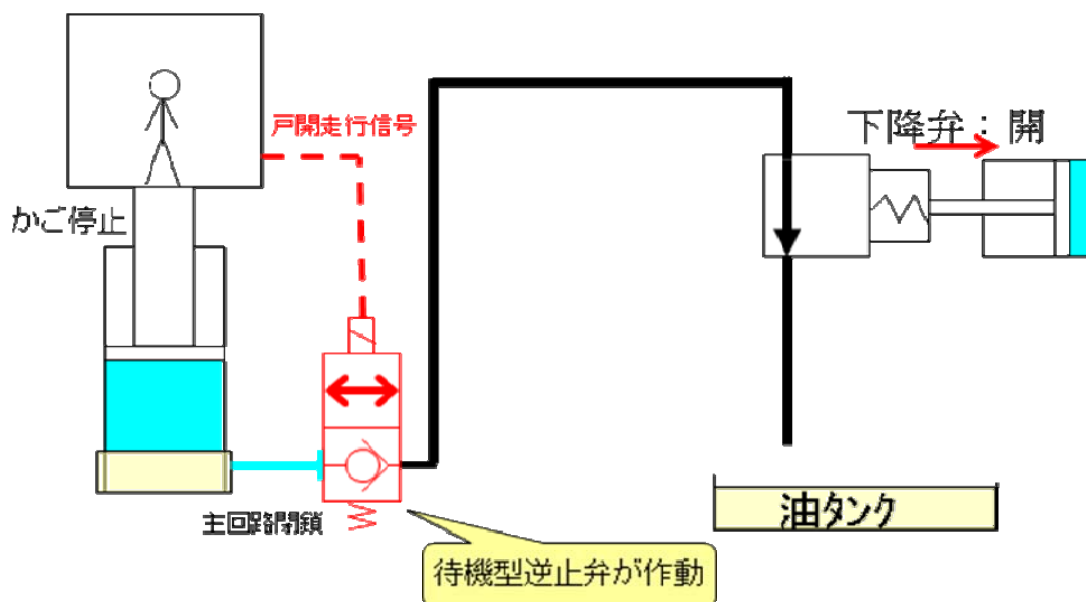 戸開走行信号
下降弁：開
かご停止
主回路閉鎖
油タンク
待機型逆止弁が作動